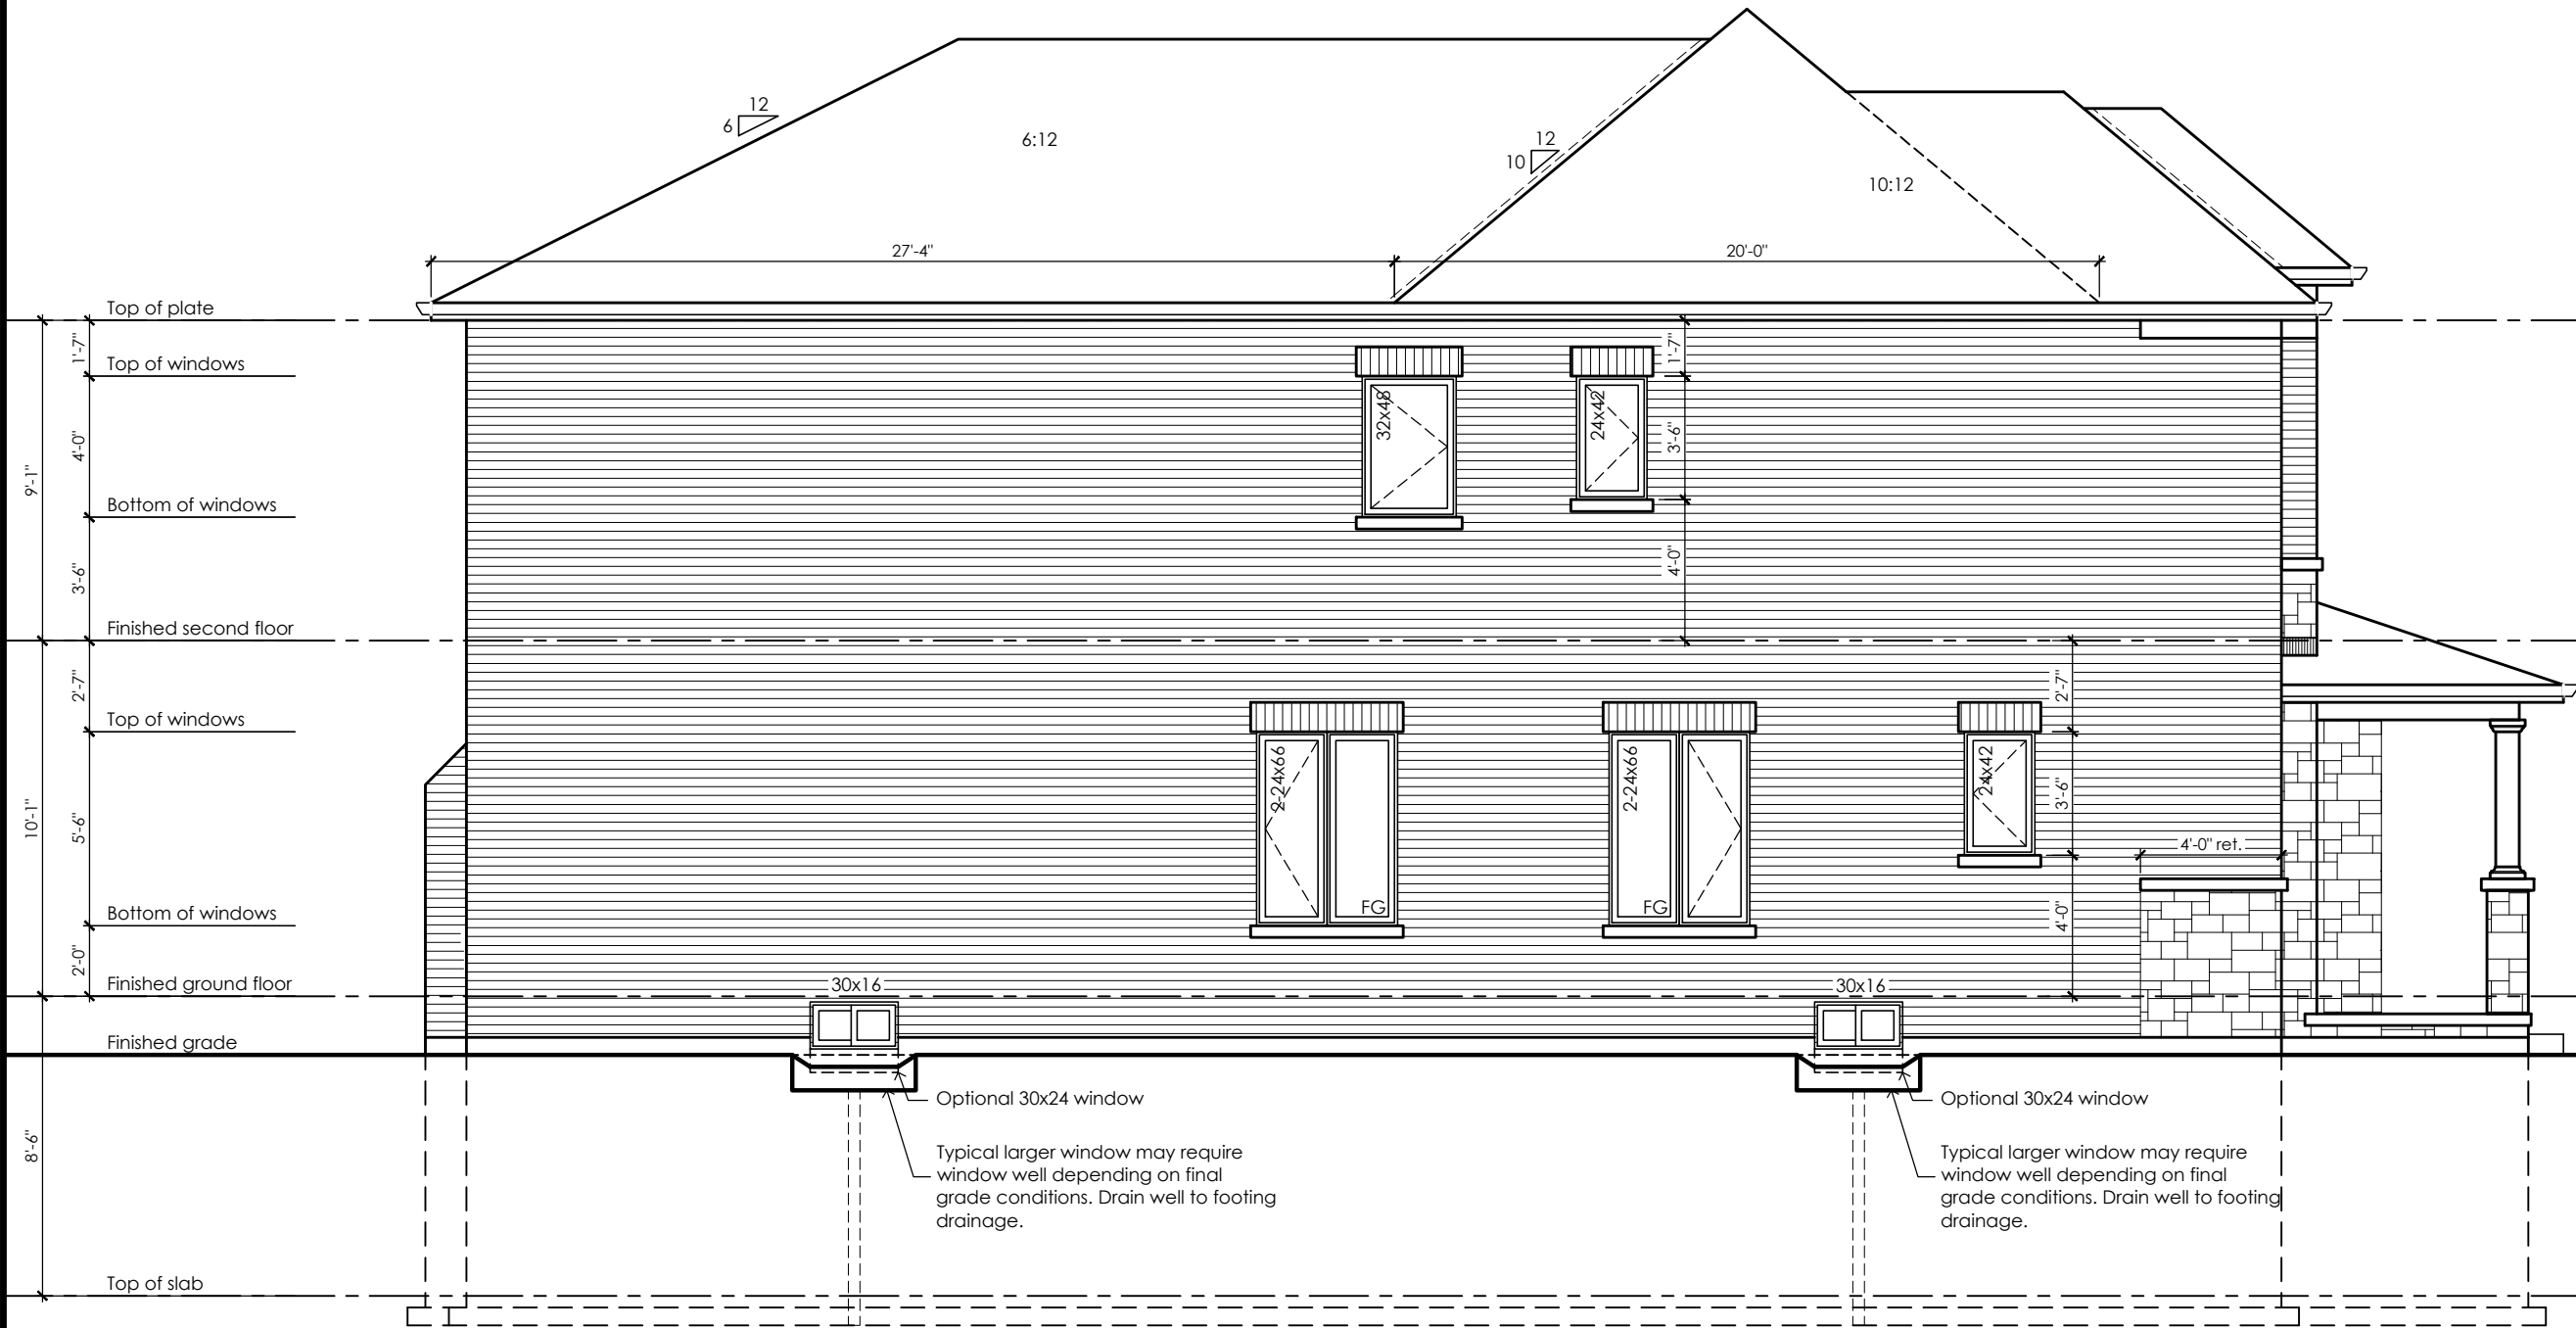 12
6
6:12
12
10
10:12
27'-4"
20'-0"
Top of plate
1'-7"
Top of windows
4'-0"
9'-1"
Bottom of windows
3'-6"
Finished second floor
2'-7"
Top of windows
10'-1"
5'-6"
Bottom of windows
2'-0"
Finished ground floor
Finished grade
8'-6"
Top of slab
32x48
24x42
1'-7"
3'-6"
4'-0"
2-24x66
FG
2-24x66
FG
24x42
2'-7"
3'-6"
4'-0"
4'-0" ret.
30x16
30x16
Optional 30x24 window
Typical larger window may require
window well depending on final
grade conditions. Drain well to footing
drainage.
Optional 30x24 window
Typical larger window may require
window well depending on final
grade conditions. Drain well to footing
drainage.